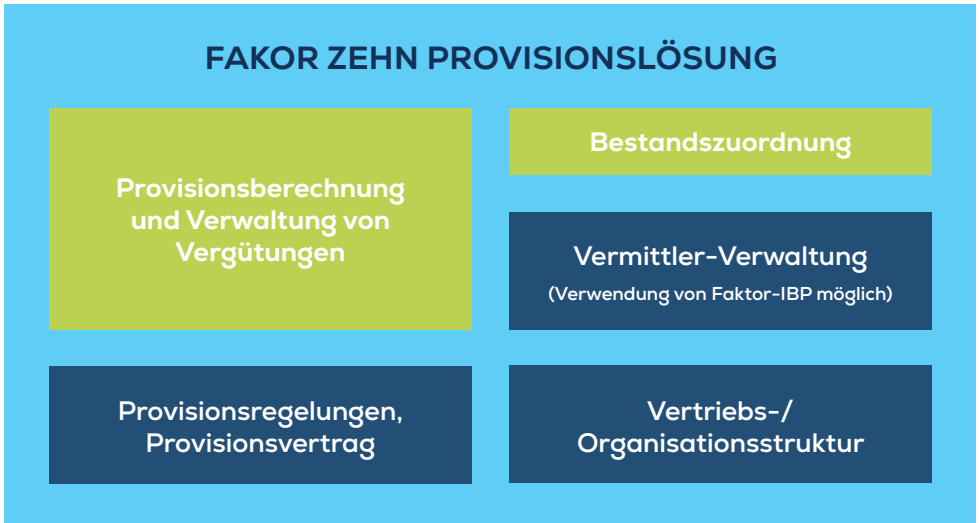 FAKOR ZEHN PROVISIONSLÖSUNG
Provisionsberechnung
und Verwaltung von
Vergütungen
Bestandszuordnung
Vermittler-Verwaltung
(Verwendung von Faktor-IBP möglich)
Provisionsregelungen,
Provisionsvertrag
Vertriebs-/
Organisationsstruktur